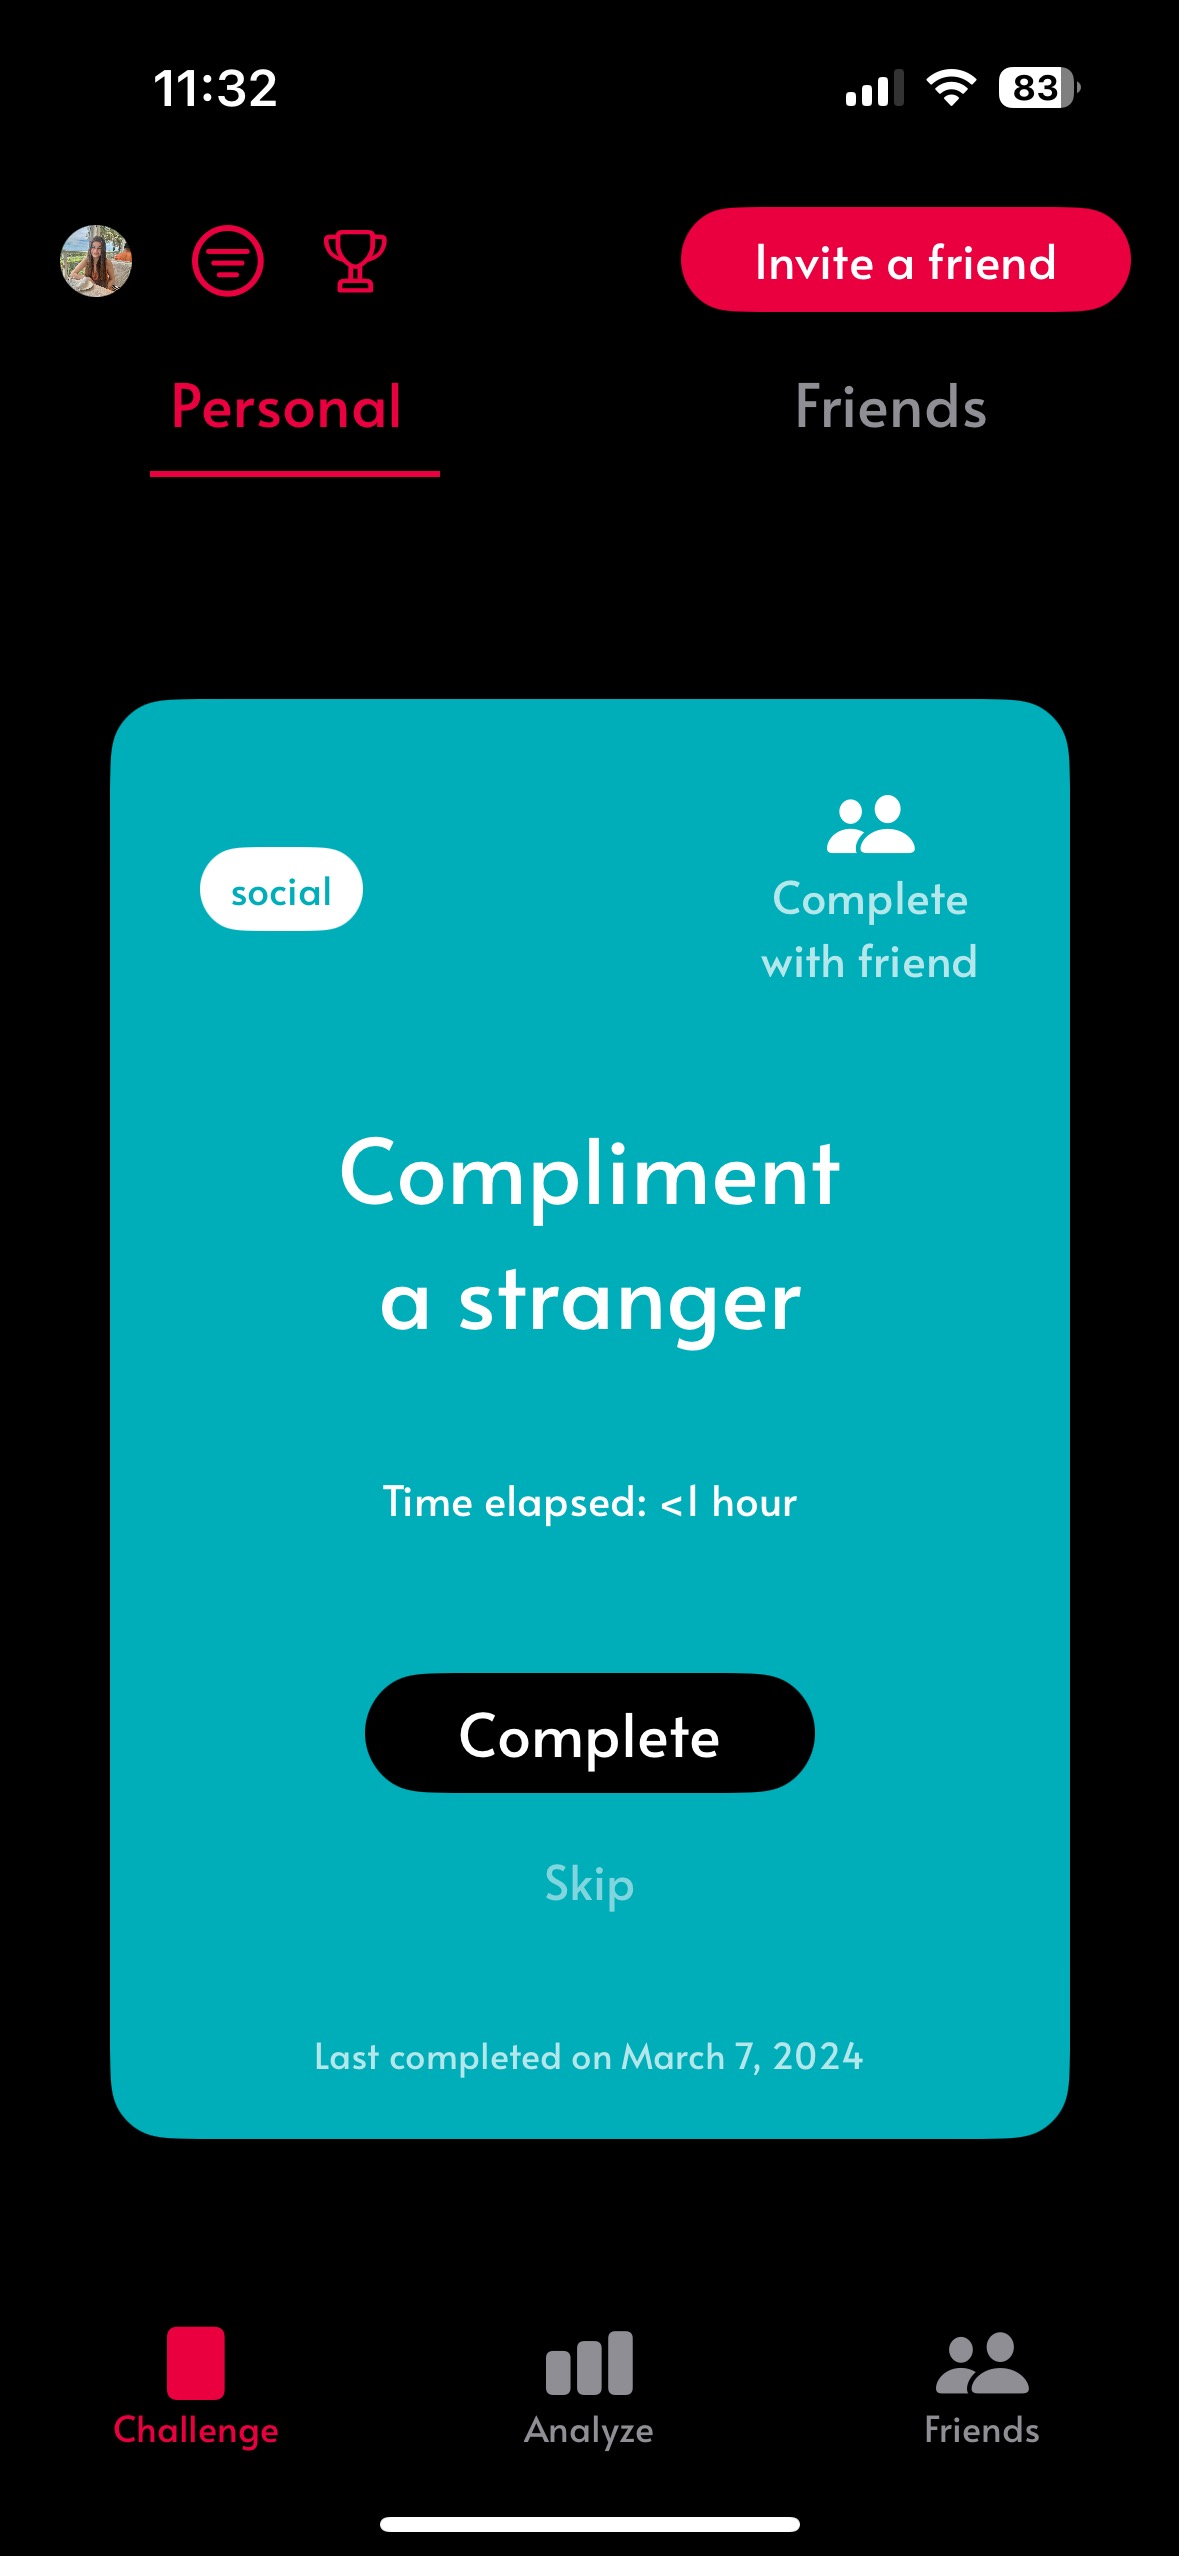 11:32
83
Invite a friend
Personal
Friends
social
Complete
with friend
Compliment
a stranger
Time elapsed: <1 hour
Complete
Skip
Last completed on March 7, 2024
Challenge
Analyze
Friends